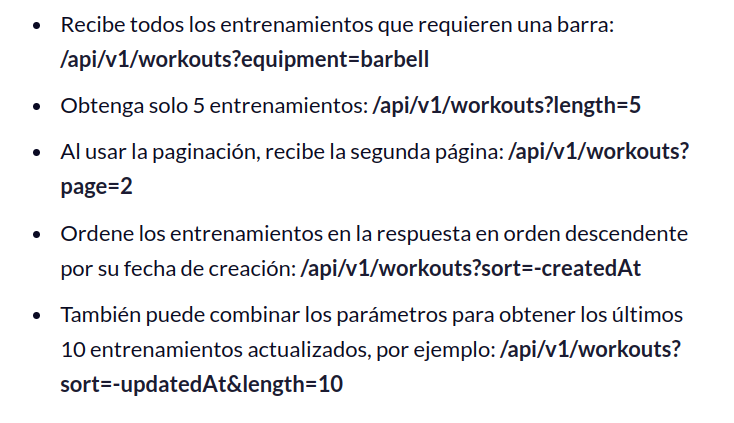 • Recibe todos los entrenamientos que requieren una barra:
/api/v1/workouts?equipment=barbell
• Obtenga solo 5 entrenamientos: /api/v1/workouts?length=5
• Al usar la paginación, recibe la segunda página: /api/v1/workouts?
page=2
• Ordene los entrenamientos en la respuesta en orden descendente
por su fecha de creación: /api/v1/workouts?sort=-createdAt
• También puede combinar los parámetros para obtener los últimos
10 entrenamientos actualizados, por ejemplo: /api/v1/workouts?
sort=-updatedAt&length=10